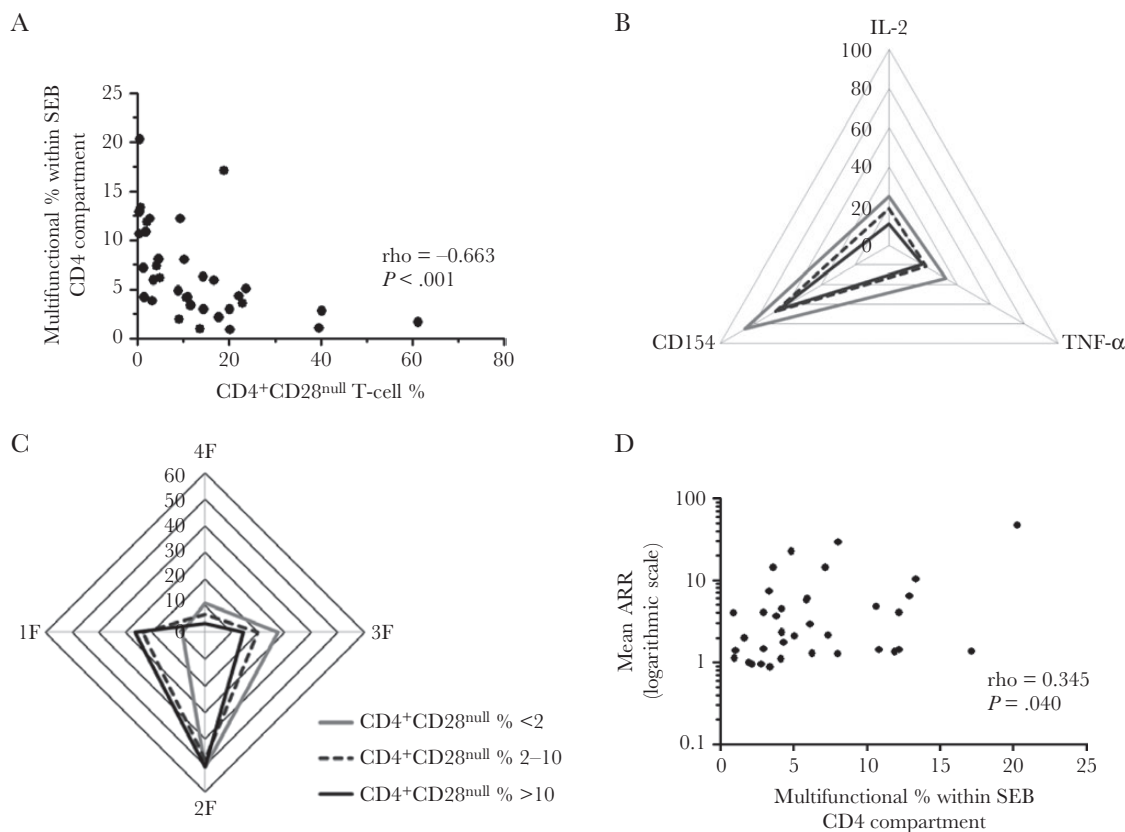 A
Multifunctional % within SEB
CD4 compartment
25
20
15
10
5
0
0 20 40 60 80
CD4+CD28null T-cell %
rho = –0.663
P < .001
B
IL-2
100
80
60
40
20
0
CD154
TNF-α
C
4F
60
50
40
30
20
10
0
1F
3F
2F
CD4+CD28null % <2
CD4+CD28null % 2–10
CD4+CD28null % >10
D
Mean ARR
(logarithmic scale)
100
10
1
0.1
0 5 10 15 20 25
Multifunctional % within SEB
CD4 compartment
rho = 0.345
P = .040